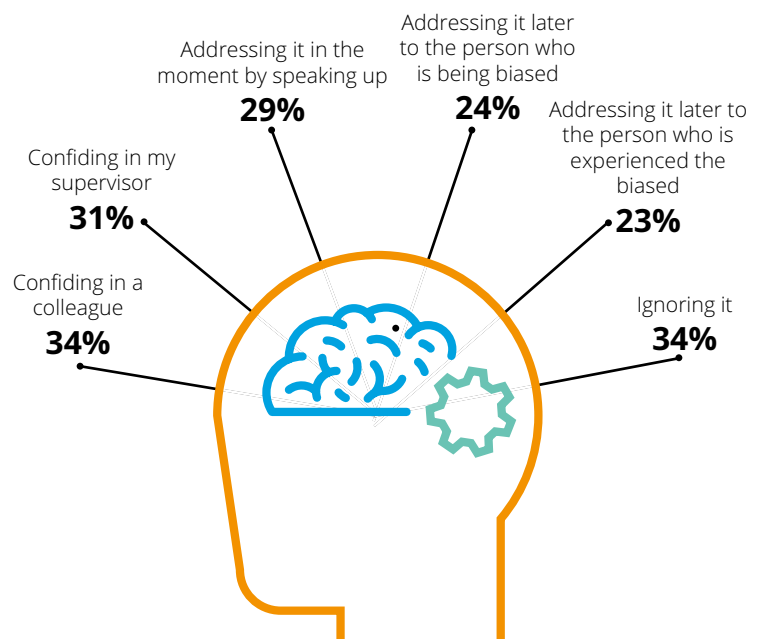 Addressing it in the
moment by speaking up
29%
Addressing it later
to the person who
is being biased
24%
Addressing it later to
the person who is
experienced the
biased
23%
Confiding in my
supervisor
31%
Confiding in a
colleague
34%
Ignoring it
34%